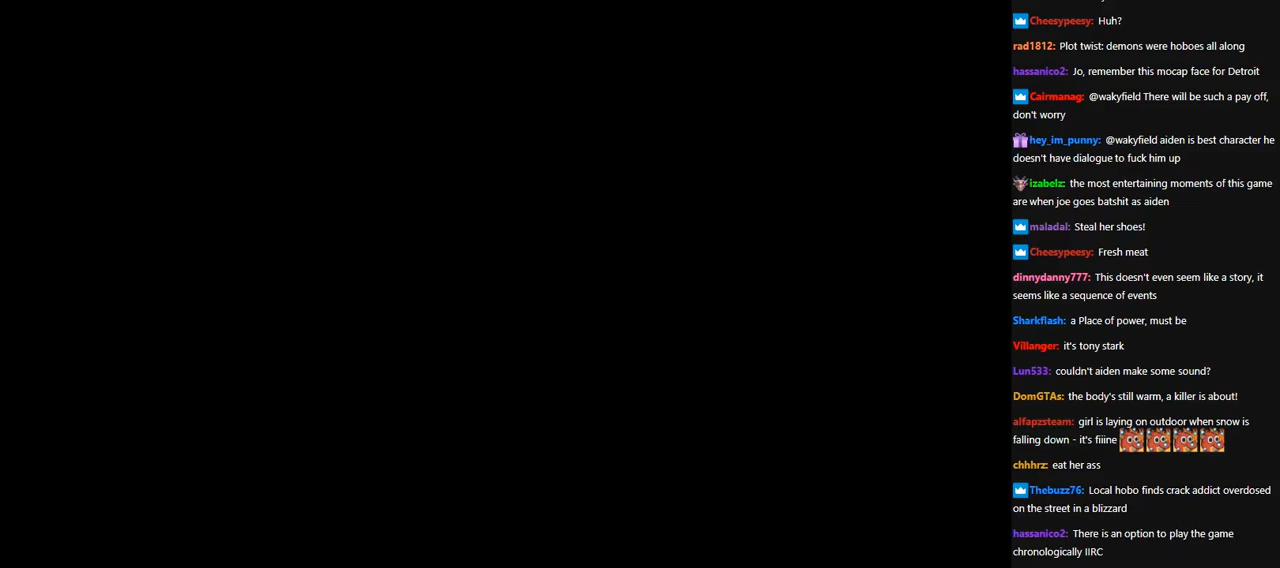 Cheesypeesy: Huh?
rad1812: Plot twist: demons were hoboes all along
hassanico2: Jo, remember this mocap face for Detroit
Cairmanag: @wakyfield There will be such a pay off,
don't worry
hey_im_punny: @wakyfield aiden is best character he
doesn't have dialogue to fuck him up
izabelz: the most entertaining moments of this game
are when joe goes batshit as aiden
maladal: Steal her shoes!
Cheesypeesy: Fresh meat
dinnydanny777: This doesn't even seem like a story, it
seems like a sequence of events
Sharkflash: a Place of power, must be
Villanger: it's tony stark
Lun533: couldn't aiden make some sound?
DomGTAs: the body's still warm, a killer is about!
alfapzsteam: girl is laying on outdoor when snow is
falling down - it's fiiine
chhhrz: eat her ass
Thebuzz76: Local hobo finds crack addict overdosed
on the street in a blizzard
hassanico2: There is an option to play the game
chronologically IIRC